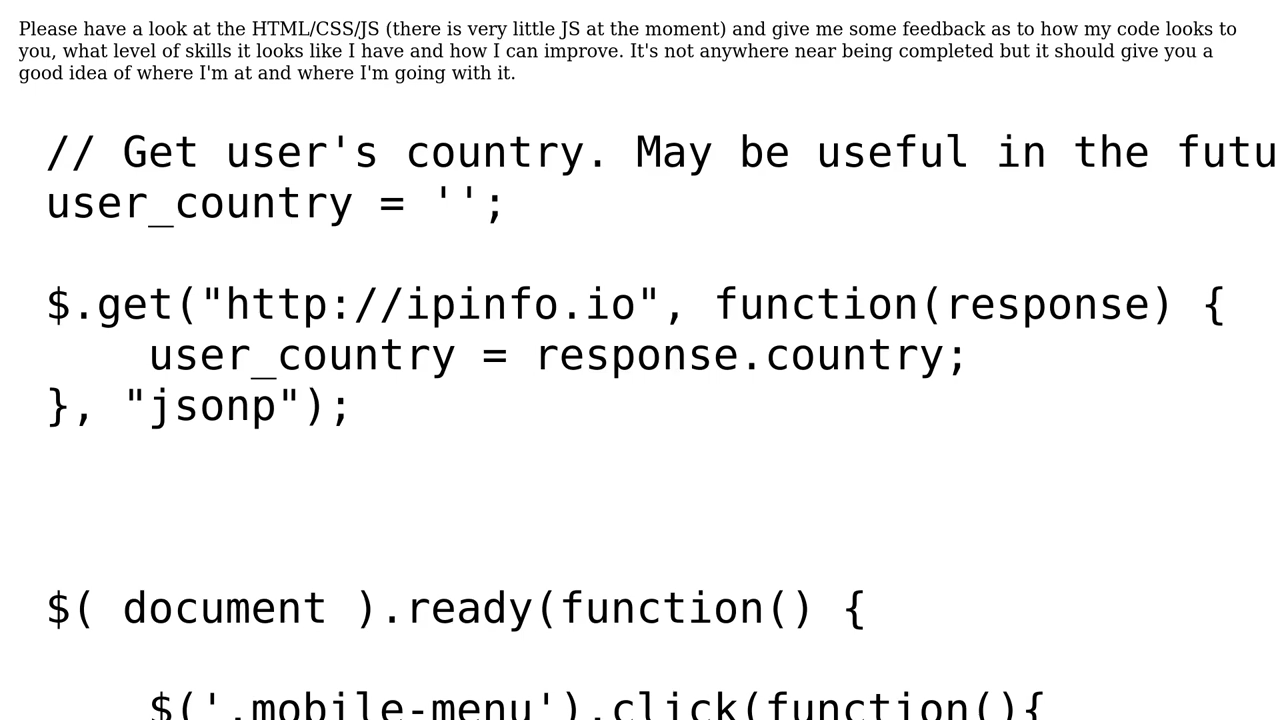 Please have a look at the HTML/CSS/JS (there is very little JS at the moment) and give me some feedback as to how my code looks to
you, what level of skills it looks like I have and how I can improve. It's not anywhere near being completed but it should give you a
good idea of where I'm at and where I'm going with it.
// Get user's country. May be useful in the futu
user_country = '';
$.get("http://ipinfo.io", function(response) {
user_country = response.country;
}, "jsonp");
$( document ).ready(function() {
$('.mobile-menu').click(function(){